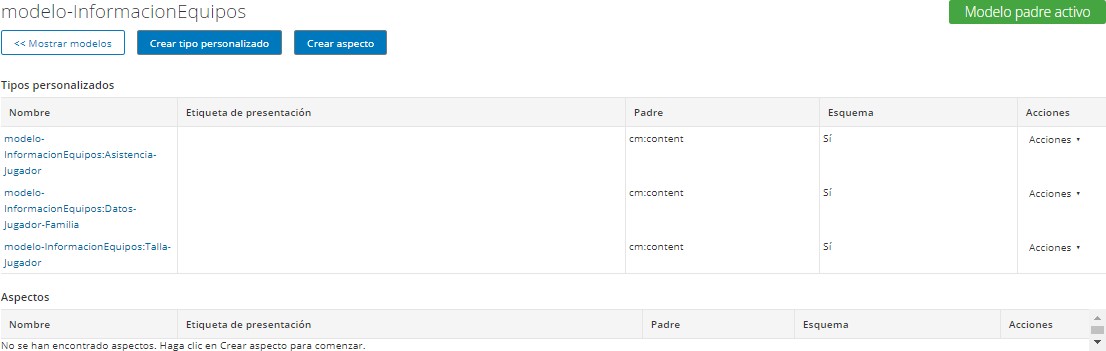 modelo-InformacionEquipos
Modelo padre activo
<< Mostrar modelos Crear tipo personalizado Crear aspecto
Tipos personalizados
Nombre Etiqueta de presentación Padre Esquema Acciones
modelo-
InformacionEquipos:Asistencia-
Jugador
cm:content Sí Acciones ▾
modelo-
InformacionEquipos:Datos-
Jugador-Familia
cm:content Sí Acciones ▾
modelo-InformacionEquipos:Talla-
Jugador
cm:content Sí Acciones ▾
Aspectos
Nombre Etiqueta de presentación Padre Esquema Acciones
No se han encontrado aspectos. Haga clic en Crear aspecto para comenzar.